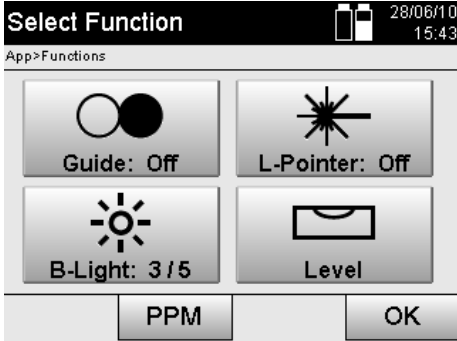 Select Function
28/06/10
15:43
App>Functions
Guide: Off
L-Pointer: Off
B-Light: 3/5
Level
PPM
OK